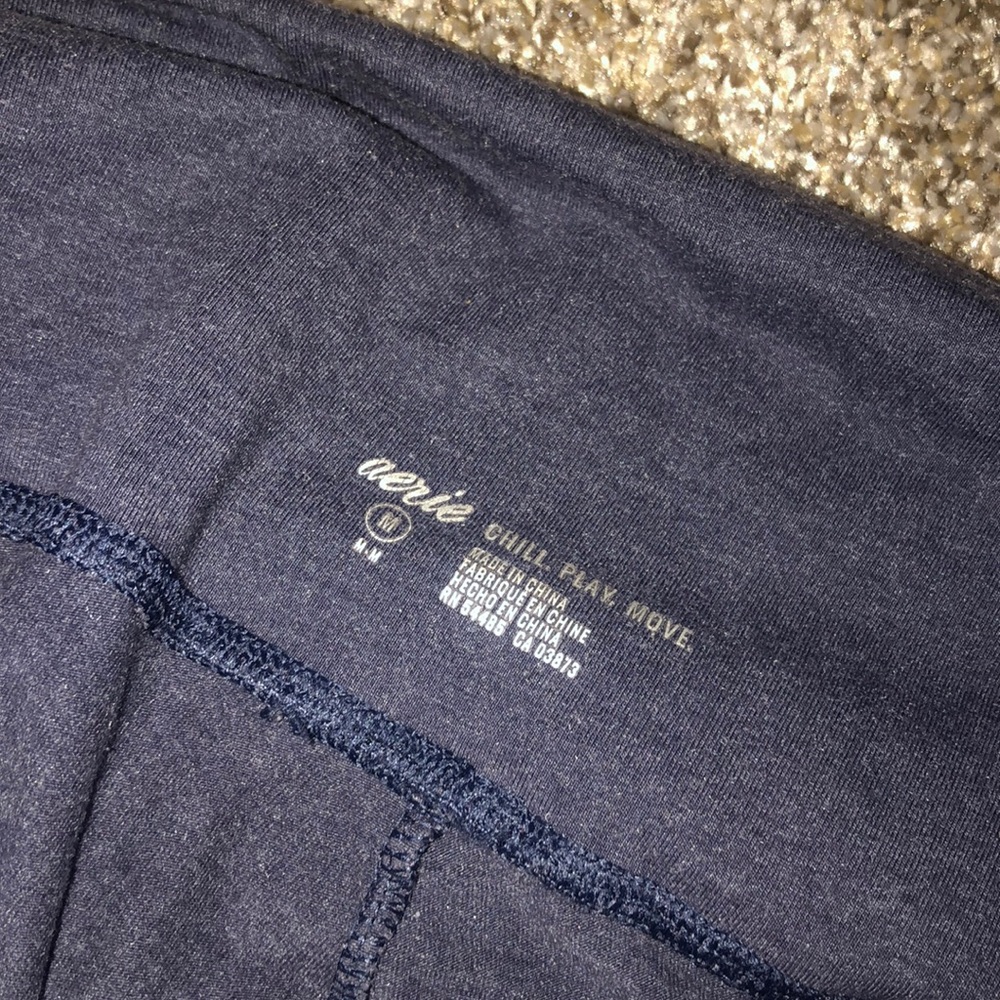 aerie CHILL. PLAY. MOVE.
M
M·M
MADE IN CHINA
FABRIQUÉ EN CHINE
HECHO EN CHINA
RN 54485 CA 03873